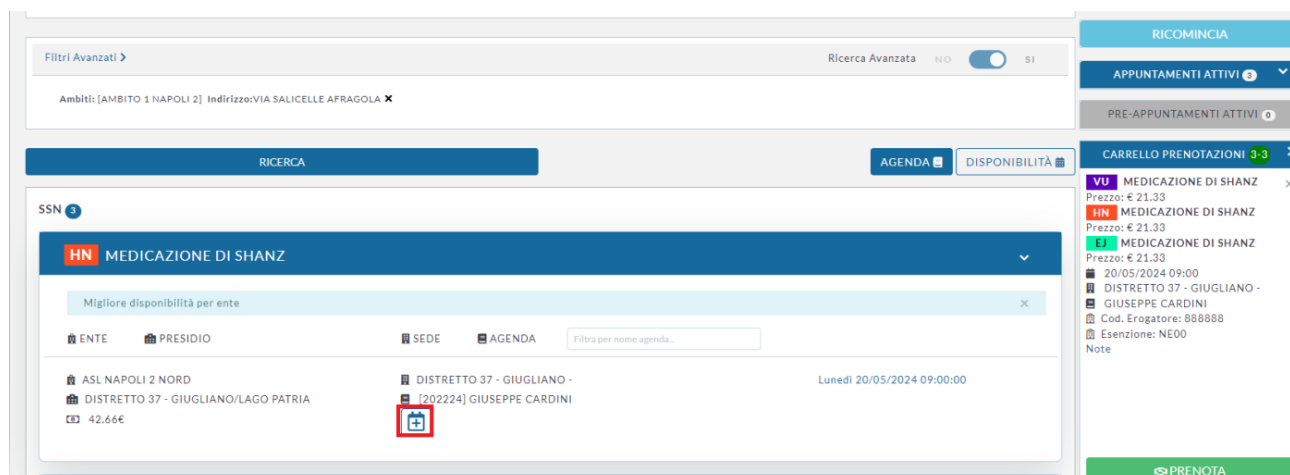 Filtri Avanzati
Ricerca Avanzata NO SI
Ambiti: [AMBITO 1 NAPOLI 2] Indirizzo:VIA SALICELLE AFRAGOLA
RICERCA
AGENDA
DISPONIBILITÀ
SSN 3
HN MEDICAZIONE DI SHANZ
Migliore disponibilità per ente
ENTE PRESIDIO SEDE AGENDA Filtra per nome agenda...
ASL NAPOLI 2 NORD
DISTRETTO 37 - GIUGLIANO/LAGO PATRIA
42.66€
DISTRETTO 37 - GIUGLIANO -
[202224] GIUSEPPE CARDINI
Lunedì 20/05/2024 09:00:00
RICOMINCIA
APPUNTAMENTI ATTIVI 3
PRE-APPUNTAMENTI ATTIVI 0
CARRELLO PRENOTAZIONI 3-3
VU MEDICAZIONE DI SHANZ
Prezzo: € 21.33
HN MEDICAZIONE DI SHANZ
Prezzo: € 21.33
EJ MEDICAZIONE DI SHANZ
Prezzo: € 21.33
20/05/2024 09:00
DISTRETTO 37 - GIUGLIANO -
GIUSEPPE CARDINI
Cod. Erogatore: 888888
Esenzione: NE00
Note
PRENOTA